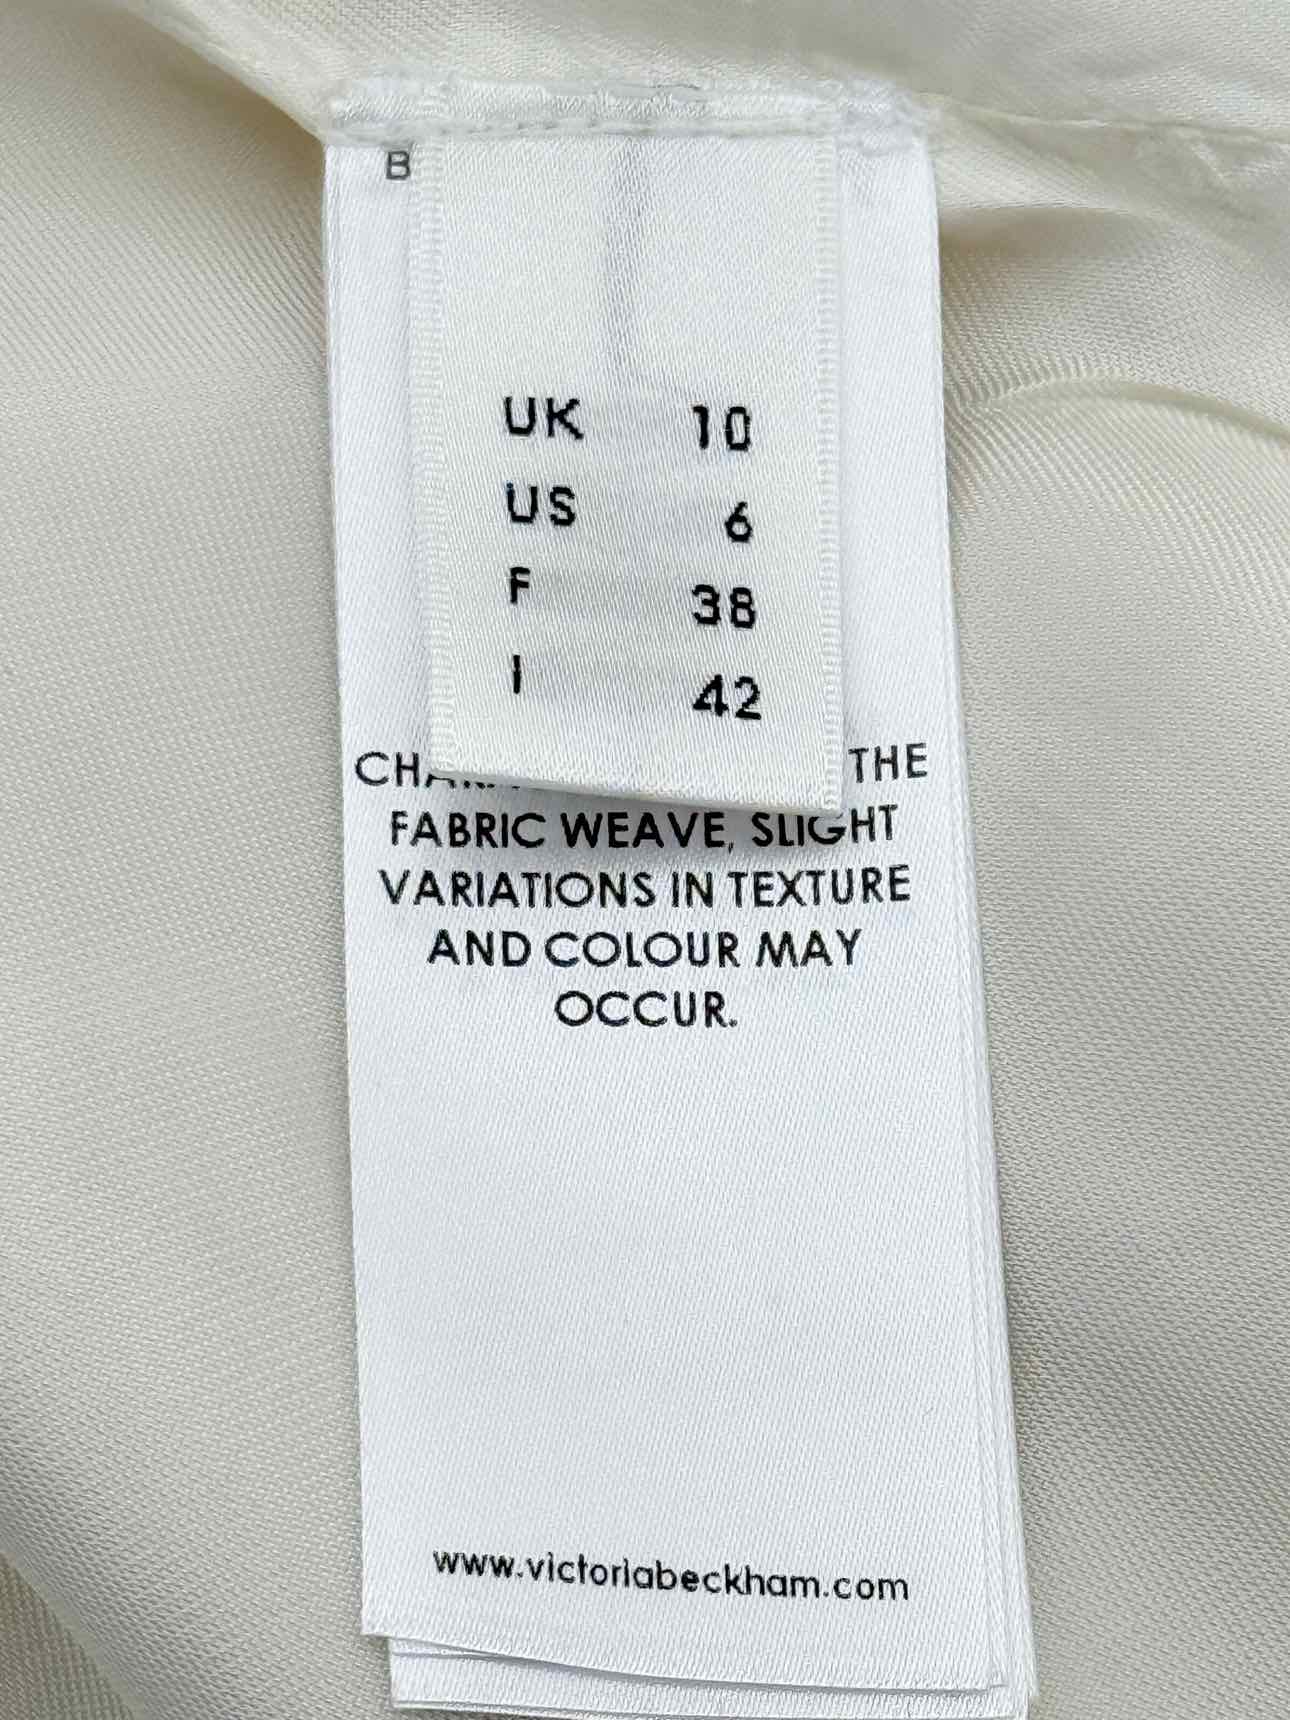 B
UK 10
US 6
F 38
I 42
THE
FABRIC WEAVE, SLIGHT
VARIATIONS IN TEXTURE
AND COLOUR MAY
OCCUR.
www.victoriabeckham.com